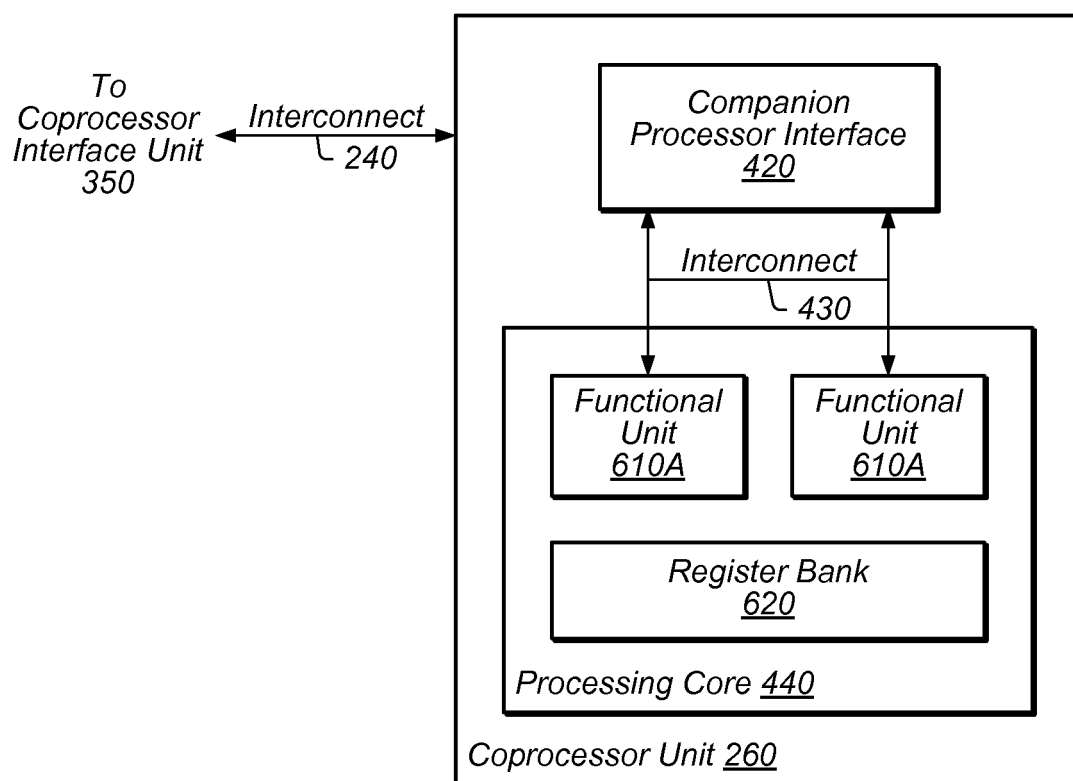 To
Coprocessor
Interface Unit
350
Interconnect
240
Companion
Processor Interface
420
Interconnect
430
Functional
Unit
610A
Functional
Unit
610A
Register Bank
620
Processing Core 440
Coprocessor Unit 260